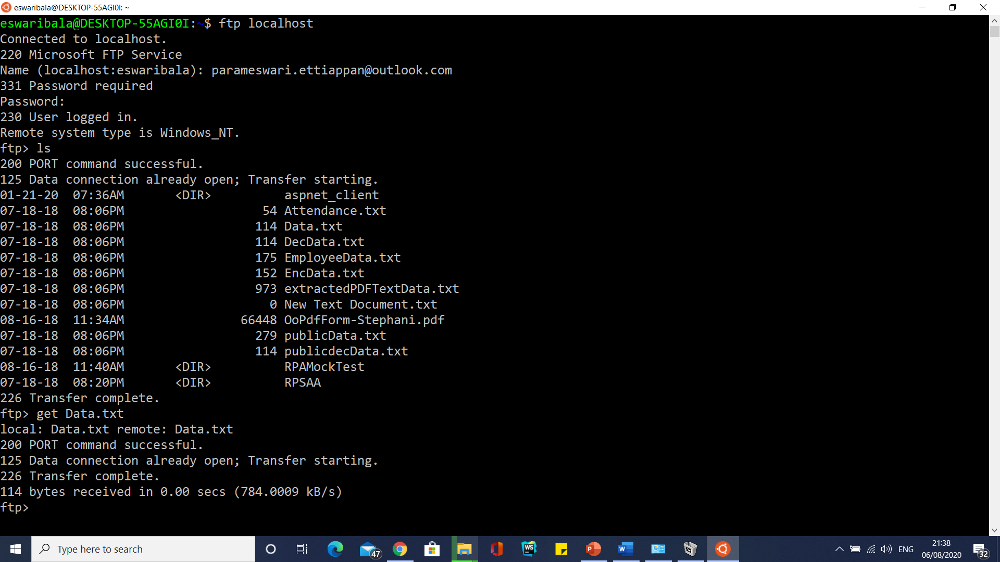 eswaribala@DESKTOP-55AGI0I: ~
eswaribala@DESKTOP-55AGI0I:~$ ftp localhost
Connected to localhost.
220 Microsoft FTP Service
Name (localhost:eswaribala): parameswari.ettiappan@outlook.com
331 Password required
Password:
230 User logged in.
Remote system type is Windows_NT.
ftp> ls
200 PORT command successful.
125 Data connection already open; Transfer starting.
01-21-20  07:36AM       <DIR>          aspnet_client
07-18-18  08:06PM                   54 Attendance.txt
07-18-18  08:06PM                  114 Data.txt
07-18-18  08:06PM                  114 DecData.txt
07-18-18  08:06PM                  175 EmployeeData.txt
07-18-18  08:06PM                  152 EncData.txt
07-18-18  08:06PM                  973 extractedPDFTextData.txt
07-18-18  08:06PM                    0 New Text Document.txt
08-16-18  11:34AM                66448 OoPdfForm-Stephani.pdf
07-18-18  08:06PM                  279 publicData.txt
07-18-18  08:06PM                  114 publicdecData.txt
08-16-18  11:40AM       <DIR>          RPAMockTest
07-18-18  08:20PM       <DIR>          RPSAA
226 Transfer complete.
ftp> get Data.txt
local: Data.txt remote: Data.txt
200 PORT command successful.
125 Data connection already open; Transfer starting.
226 Transfer complete.
114 bytes received in 0.00 secs (784.0009 kB/s)
ftp>
Type here to search
47
WS
P
W
ENG
21:38
06/08/2020
32